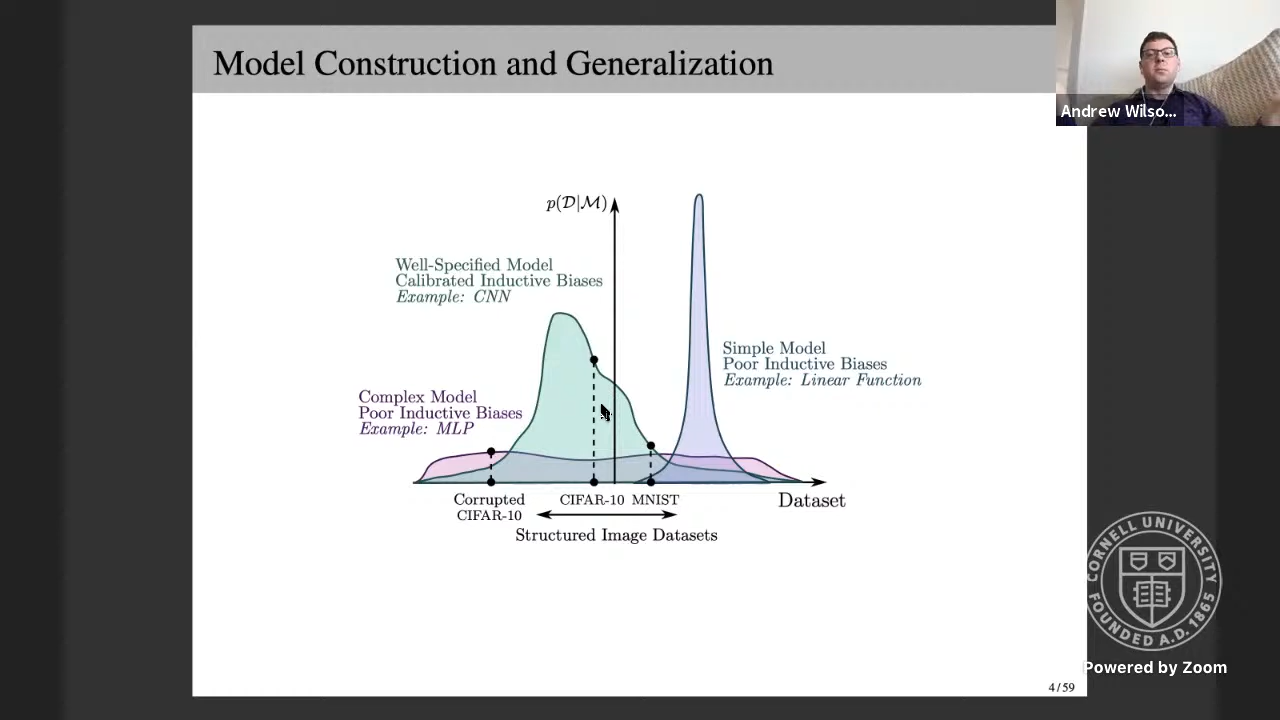 Model Construction and Generalization
Andrew Wilso...
p(D|M)
Well-Specified Model
Calibrated Inductive Biases
Example: CNN
Simple Model
Poor Inductive Biases
Example: Linear Function
Complex Model
Poor Inductive Biases
Example: MLP
Corrupted
CIFAR-10
CIFAR-10
MNIST
Dataset
Structured Image Datasets
CORNELL UNIVERSITY
FOUNDED A.D. 1865
Powered by Zoom
4/59